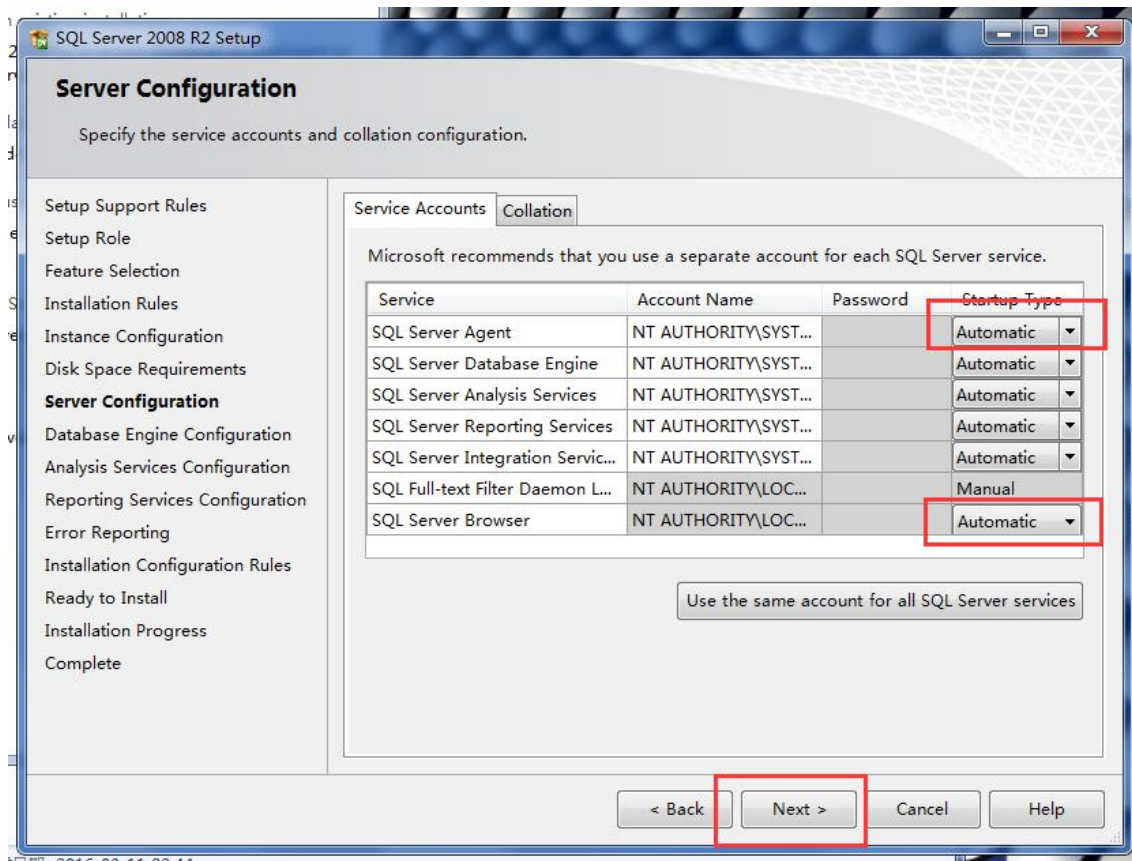 SQL Server 2008 R2 Setup
Server Configuration
Specify the service accounts and collation configuration.
Setup Support Rules
Setup Role
Feature Selection
Installation Rules
Instance Configuration
Disk Space Requirements
Server Configuration
Database Engine Configuration
Analysis Services Configuration
Reporting Services Configuration
Error Reporting
Installation Configuration Rules
Ready to Install
Installation Progress
Complete
Service Accounts Collation
Microsoft recommends that you use a separate account for each SQL Server service.
Service Account Name Password Startup Type
SQL Server Agent NT AUTHORITY\SYST... Automatic
SQL Server Database Engine NT AUTHORITY\SYST... Automatic
SQL Server Analysis Services NT AUTHORITY\SYST... Automatic
SQL Server Reporting Services NT AUTHORITY\SYST... Automatic
SQL Server Integration Servic... NT AUTHORITY\SYST... Automatic
SQL Full-text Filter Daemon L... NT AUTHORITY\LOC... Manual
SQL Server Browser NT AUTHORITY\LOC... Automatic
Use the same account for all SQL Server services
< Back Next > Cancel Help